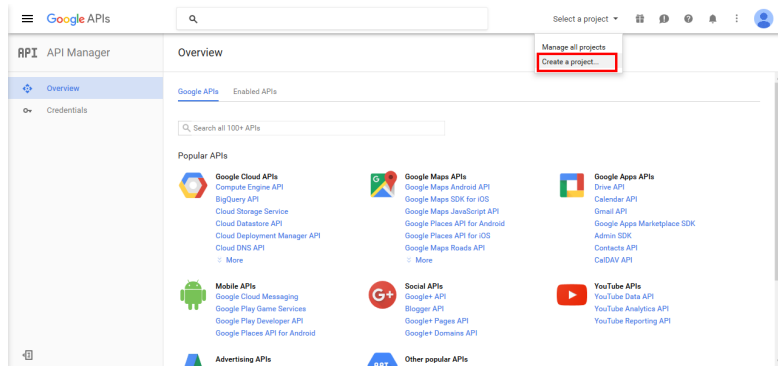 Google APIs
Select a project
API API Manager
Overview
Manage all projects
Create a project...
Overview
Credentials
Google APIs Enabled APIs
Search all 100+ APIs
Popular APIs
Google Cloud APIs
Compute Engine API
BigQuery API
Cloud Storage Service
Cloud Datastore API
Cloud Deployment Manager API
Cloud DNS API
More
Google Maps APIs
Google Maps Android API
Google Maps SDK for iOS
Google Maps JavaScript API
Google Places API for Android
Google Places API for iOS
Google Maps Roads API
More
Google Apps APIs
Drive API
Calendar API
Gmail API
Google Apps Marketplace SDK
Admin SDK
Contacts API
CalDAV API
Mobile APIs
Google Cloud Messaging
Google Play Game Services
Google Play Developer API
Google Places API for Android
G+
Social APIs
Google+ API
Blogger API
Google+ Pages API
Google+ Domains API
YouTube APIs
YouTube Data API
YouTube Analytics API
YouTube Reporting API
Advertising APIs
API
Other popular APIs